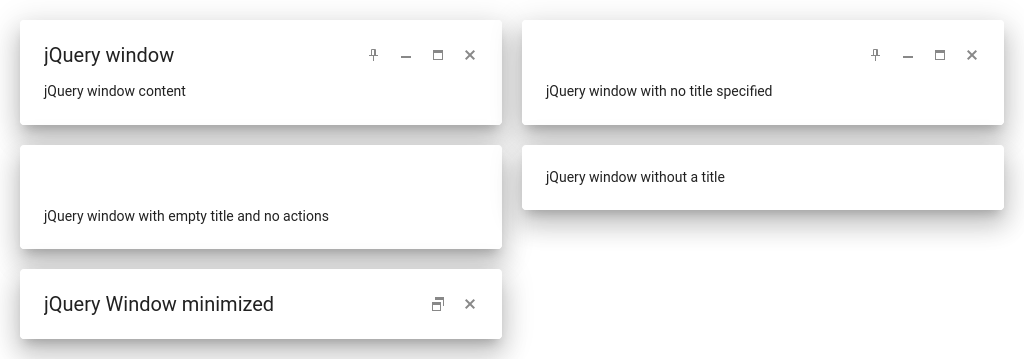 jQuery window
jQuery window content
jQuery window with no title specified
jQuery window with empty title and no actions
jQuery window without a title
jQuery Window minimized